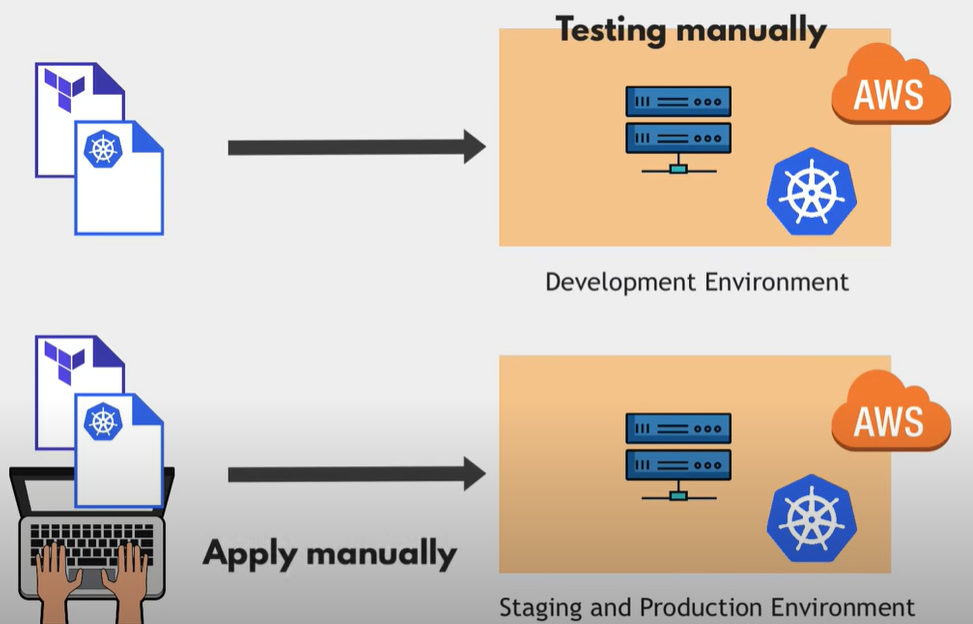 Testing manually
AWS
Development Environment
AWS
Apply manually
Staging and Production Environment